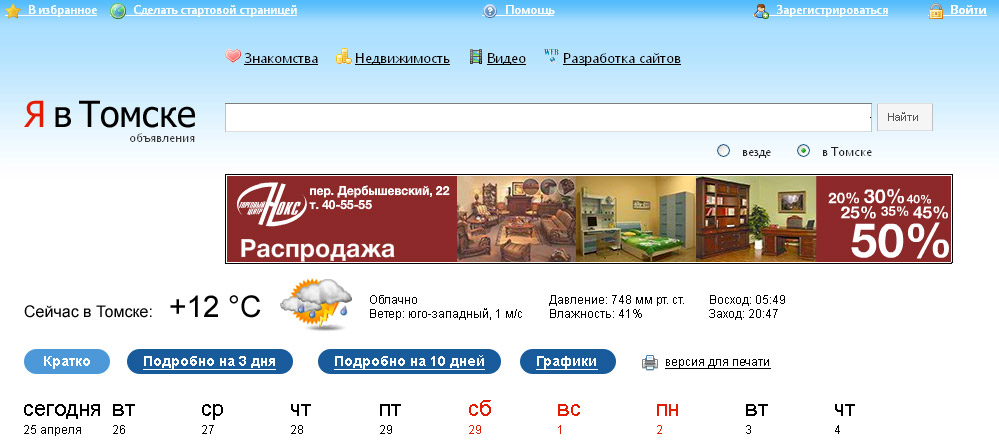 В избранное Сделать стартовой страницей Помощь Зарегистрироваться Войти
Знакомства Недвижимость WEB Видео Разработка сайтов
Я в Томске
объявления
Найти
везде в Томске
ТОРГОВЫЙ ЦЕНТР НОКС
пер. Дербышевский, 22
т. 40-55-55
Распродажа
20% 30% 40%
25% 35% 45%
50%
Сейчас в Томске: +12 °C
Облачно
Ветер: юго-западный, 1 м/с
Давление: 748 мм рт. ст.
Влажность: 41%
Восход: 05:49
Заход: 20:47
Кратко Подробно на 3 дня Подробно на 10 дней Графики версия для печати
сегодня вт ср чт пт сб вс пн вт чт
25 апреля 26 27 28 29 29 1 2 3 4